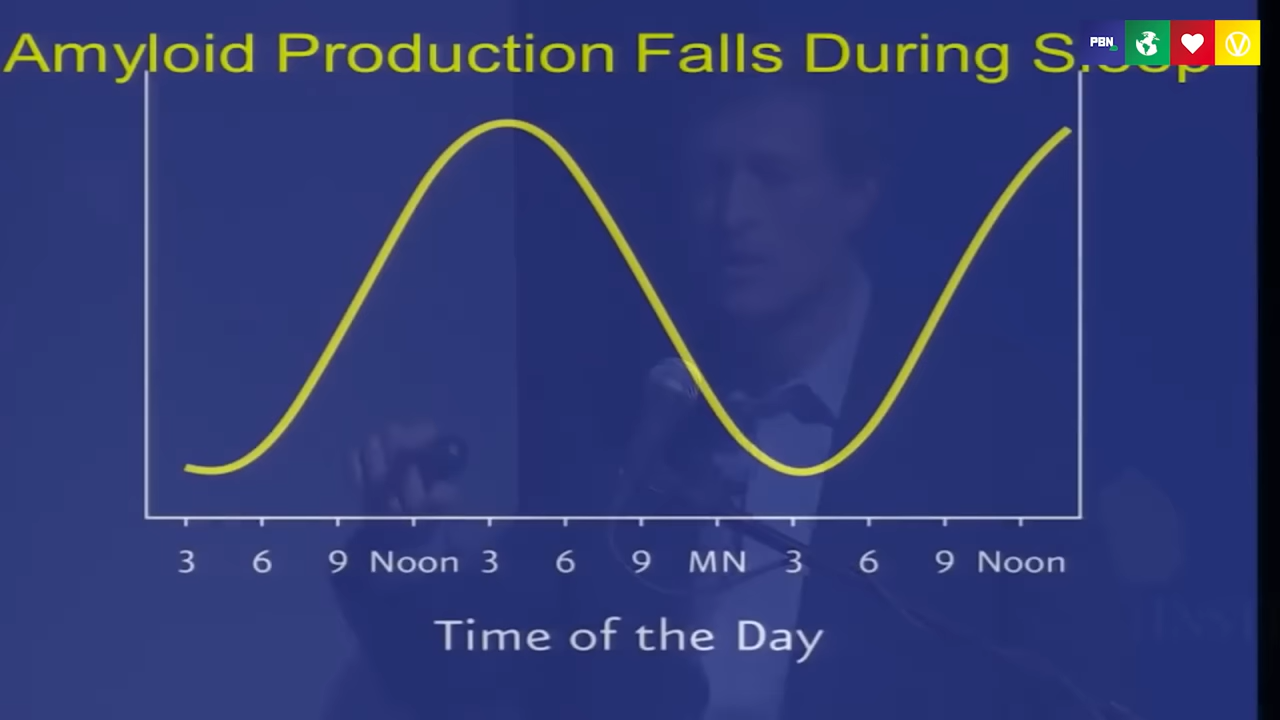 Amyloid Production Falls During
PBN
3 6 9 Noon 3 6 9 MN 3 6 9 Noon
Time of the Day